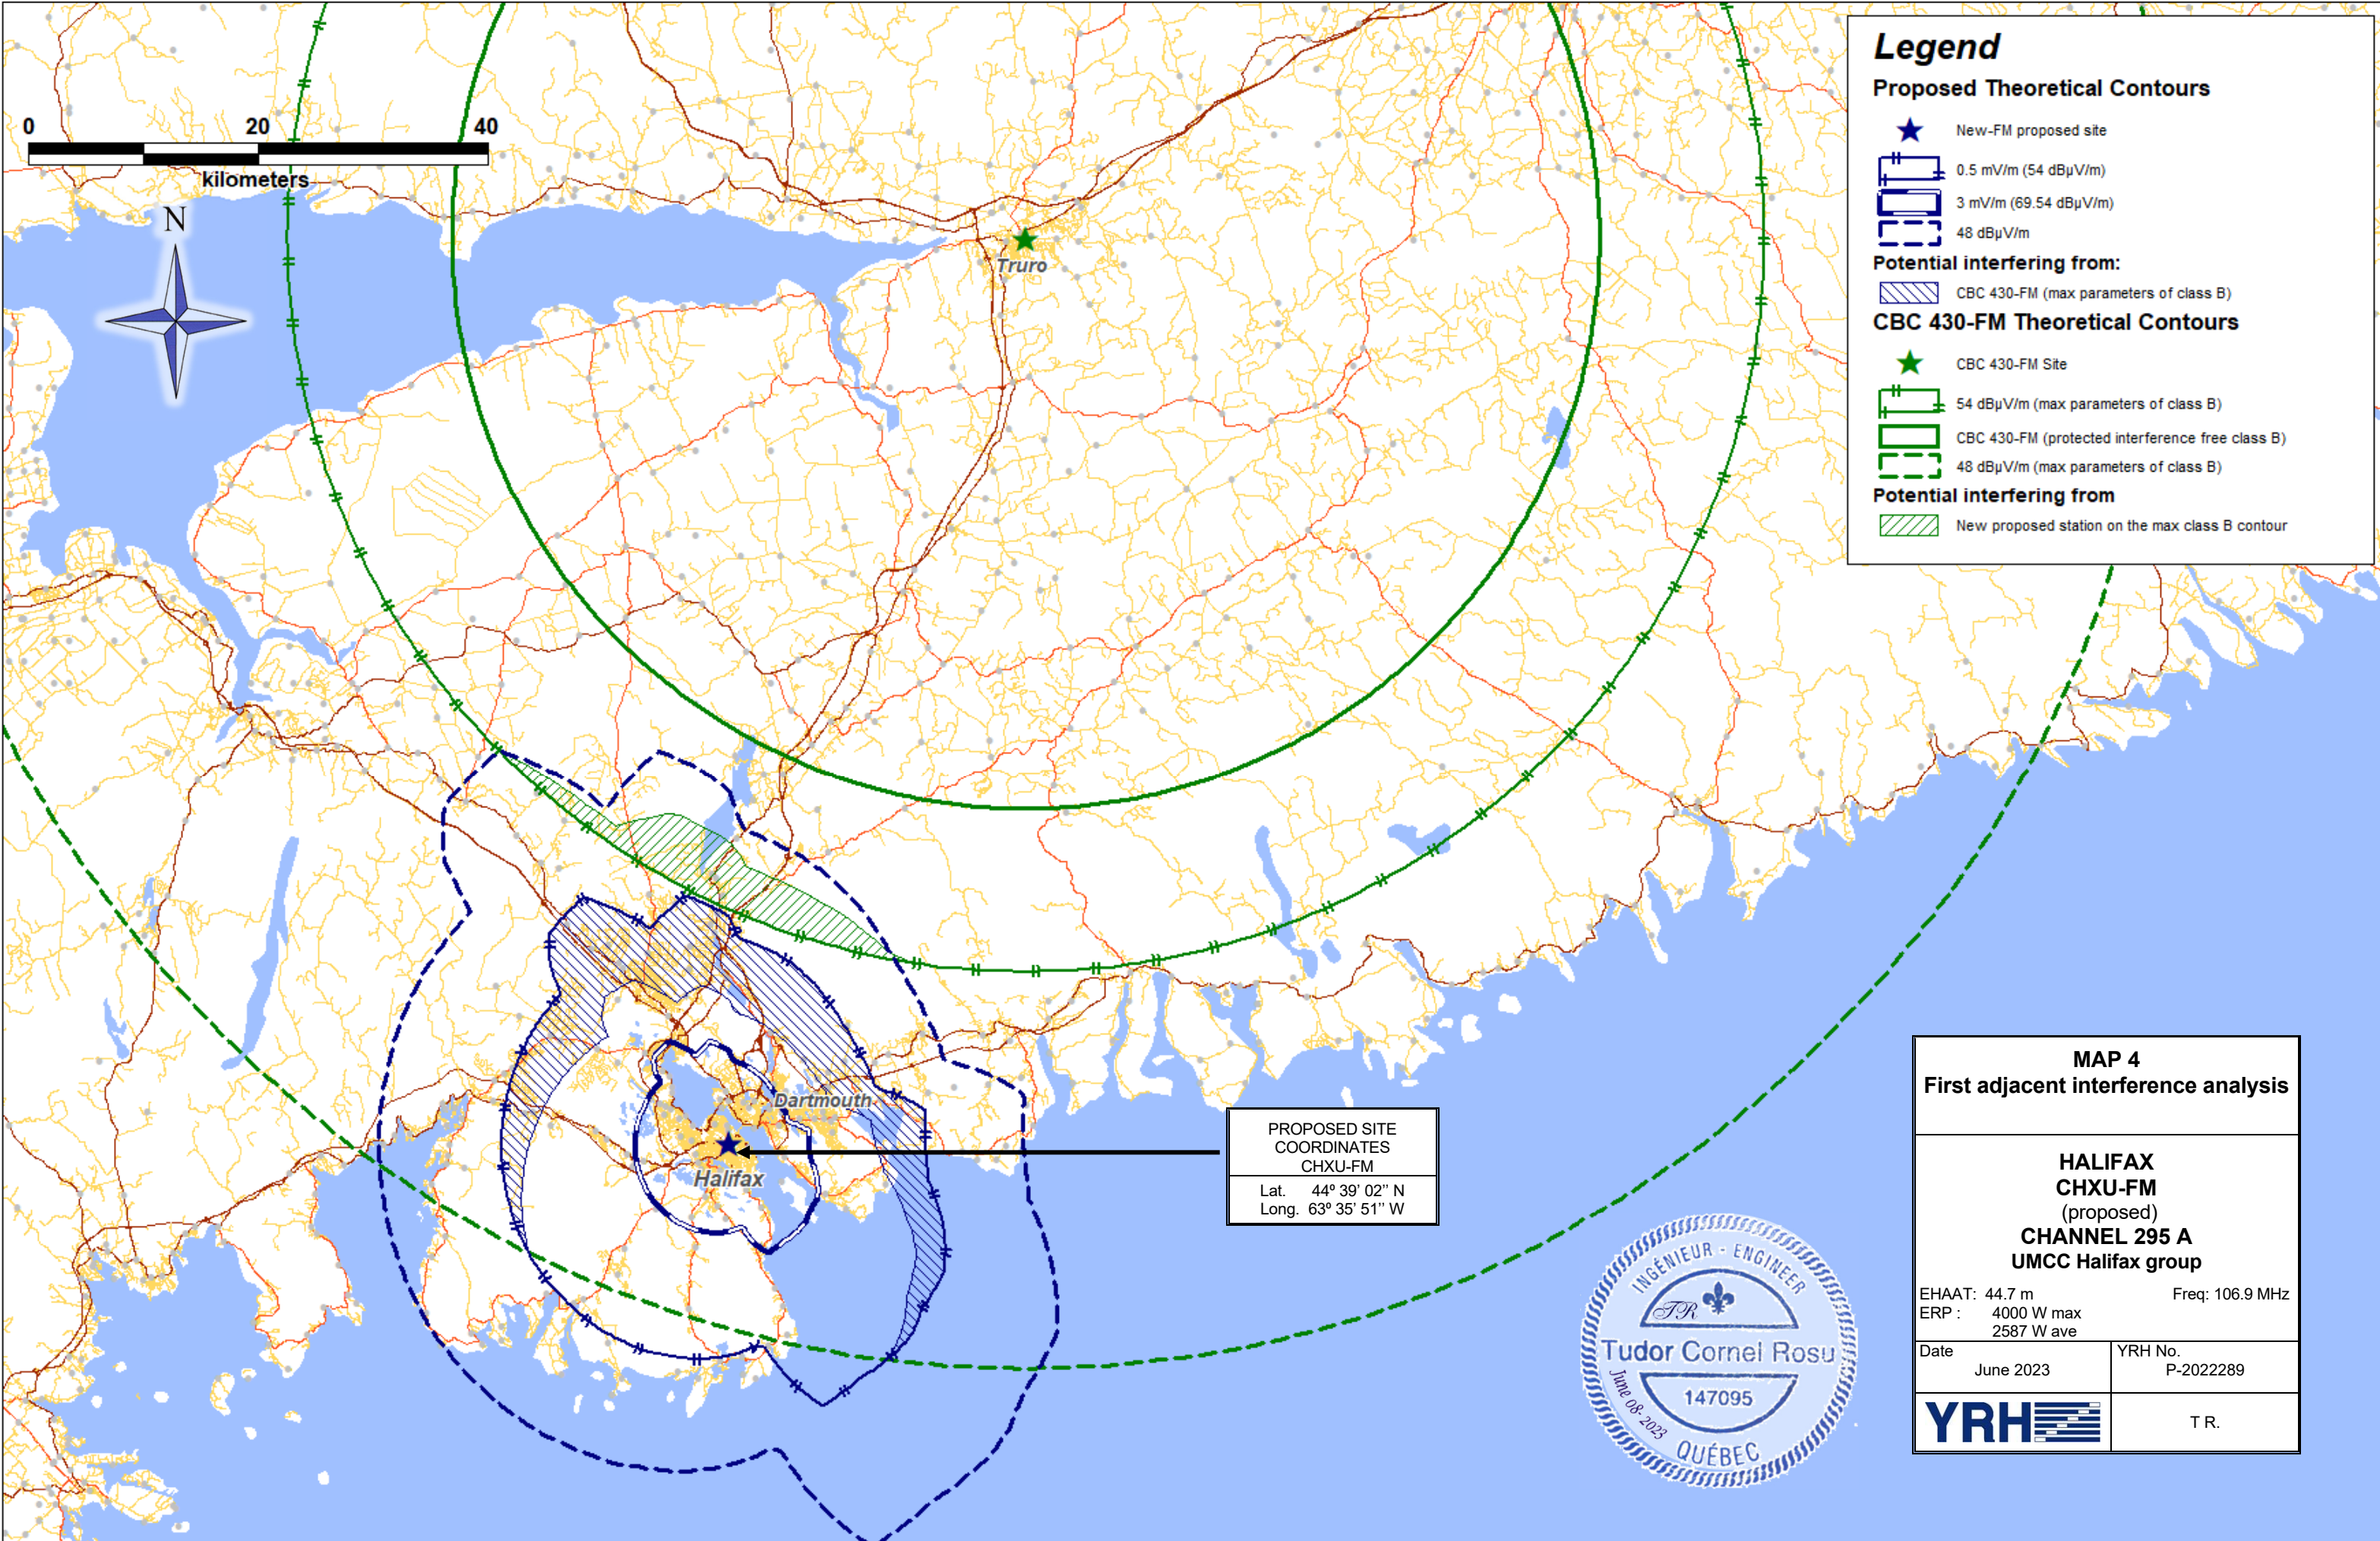 0 20 40
kilometers
N
Truro
Dartmouth
Halifax
Legend
Proposed Theoretical Contours
New-FM proposed site
0.5 mV/m (54 dBµV/m)
3 mV/m (69.54 dBµV/m)
48 dBµV/m
Potential interfering from:
CBC 430-FM (max parameters of class B)
CBC 430-FM Theoretical Contours
CBC 430-FM Site
54 dBµV/m (max parameters of class B)
CBC 430-FM (protected interference free class B)
48 dBµV/m (max parameters of class B)
Potential interfering from
New proposed station on the max class B contour
PROPOSED SITE
COORDINATES
CHXU-FM
Lat. 44º 39’ 02’’ N
Long. 63º 35’ 51’’ W
INGÉNIEUR - ENGINEER
TR
Tudor Cornel Rosu
147095
June 08-2023
QUÉBEC
MAP 4
First adjacent interference analysis
HALIFAX
CHXU-FM
(proposed)
CHANNEL 295 A
UMCC Halifax group
EHAAT: 44.7 m Freq: 106.9 MHz
ERP : 4000 W max
2587 W ave
Date YRH No.
June 2023 P-2022289
YRH T R.